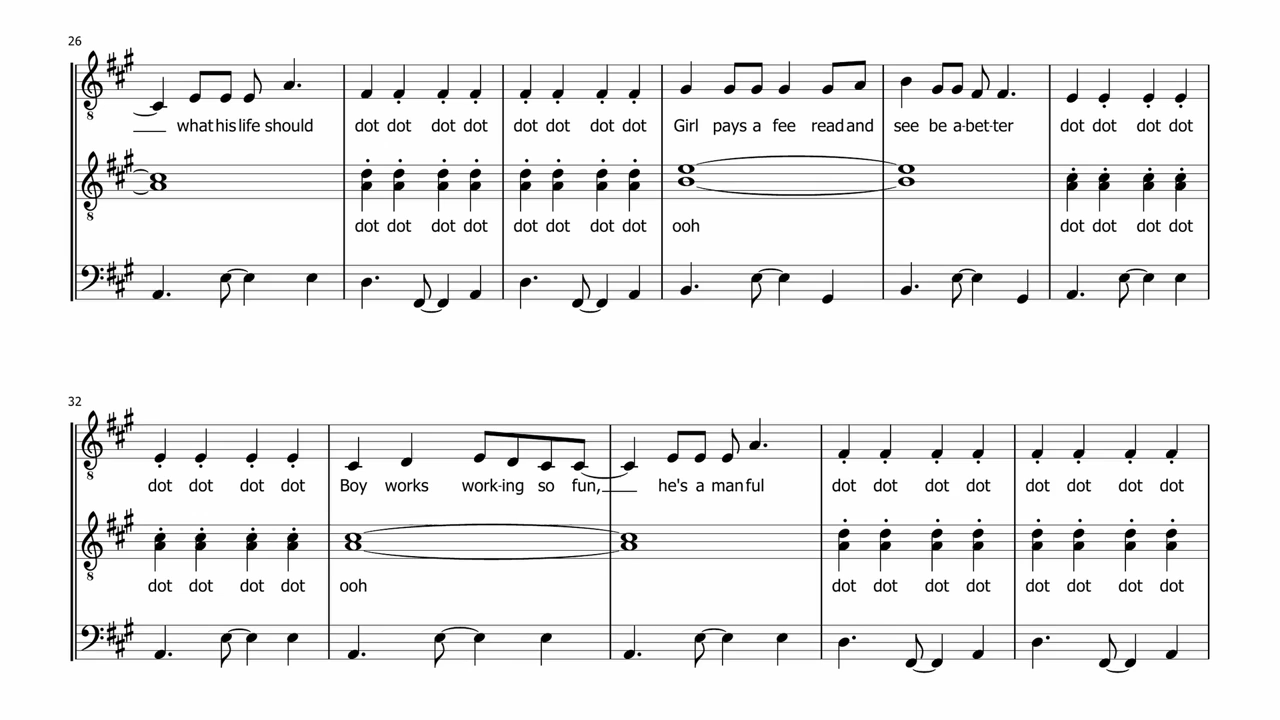 26
what his life should dot dot dot dot dot dot dot dot Girl pays a fee read and see be a-bet-ter dot dot dot dot
dot dot dot dot dot dot dot dot ooh dot dot dot dot
32
dot dot dot dot Boy works work-ing so fun, he's a man ful dot dot dot dot dot dot dot dot
dot dot dot dot ooh dot dot dot dot dot dot dot dot